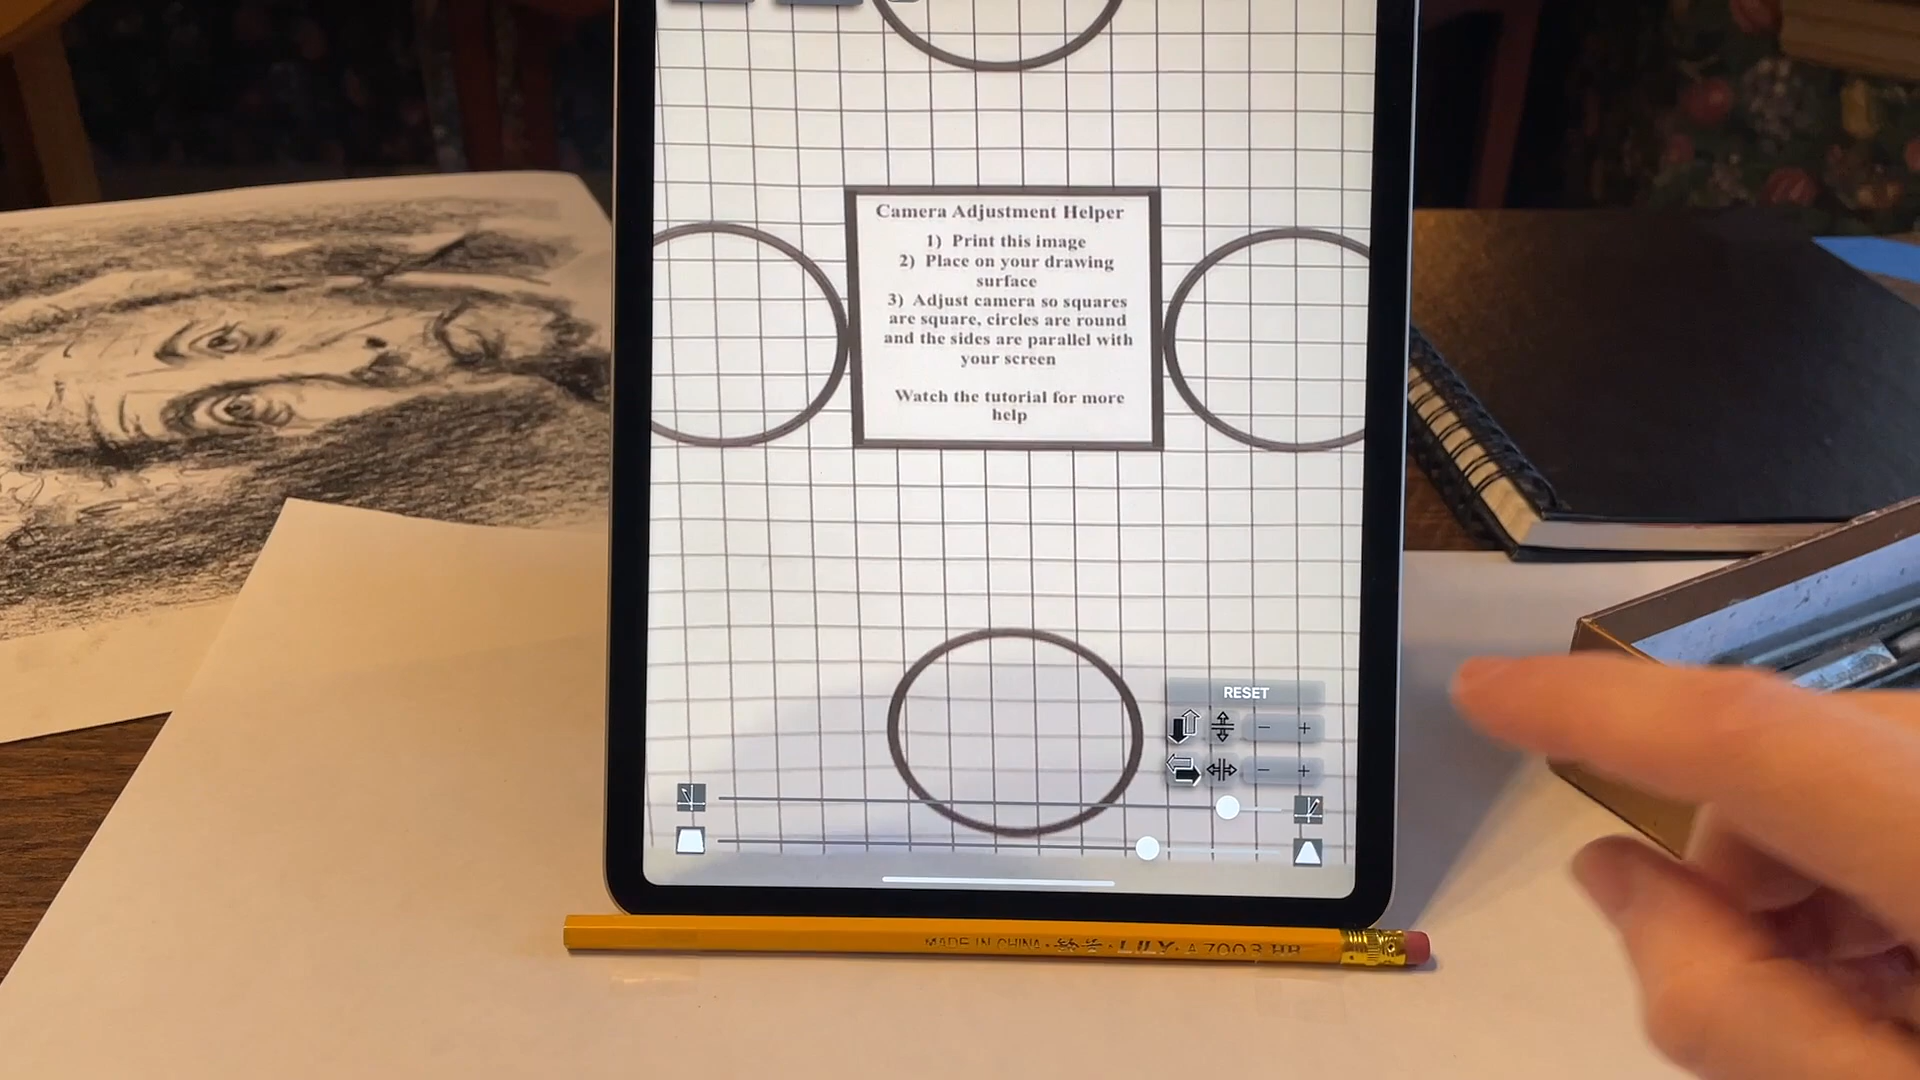 Camera Adjustment Helper
1) Print this image
2) Place on your drawing
surface
3) Adjust camera so squares
are square, circles are round
and the sides are parallel with
your screen
Watch the tutorial for more
help
RESET
MADE IN CHINA · LILY · A 7003 HB